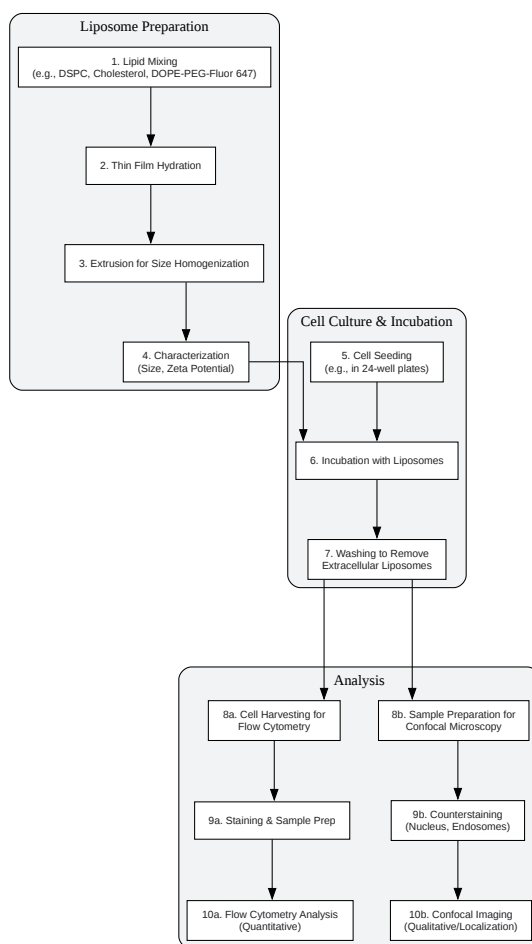 Liposome Preparation
1. Lipid Mixing
(e.g., DSPC, Cholesterol, DOPE-PEG-Fluor 647)
2. Thin Film Hydration
3. Extrusion for Size Homogenization
4. Characterization
(Size, Zeta Potential)
Cell Culture & Incubation
5. Cell Seeding
(e.g., in 24-well plates)
6. Incubation with Liposomes
7. Washing to Remove
Extracellular Liposomes
Analysis
8a. Cell Harvesting for
Flow Cytometry
8b. Sample Preparation for
Confocal Microscopy
9a. Staining & Sample Prep
9b. Counterstaining
(Nucleus, Endosomes)
10a. Flow Cytometry Analysis
(Quantitative)
10b. Confocal Imaging
(Qualitative/Localization)